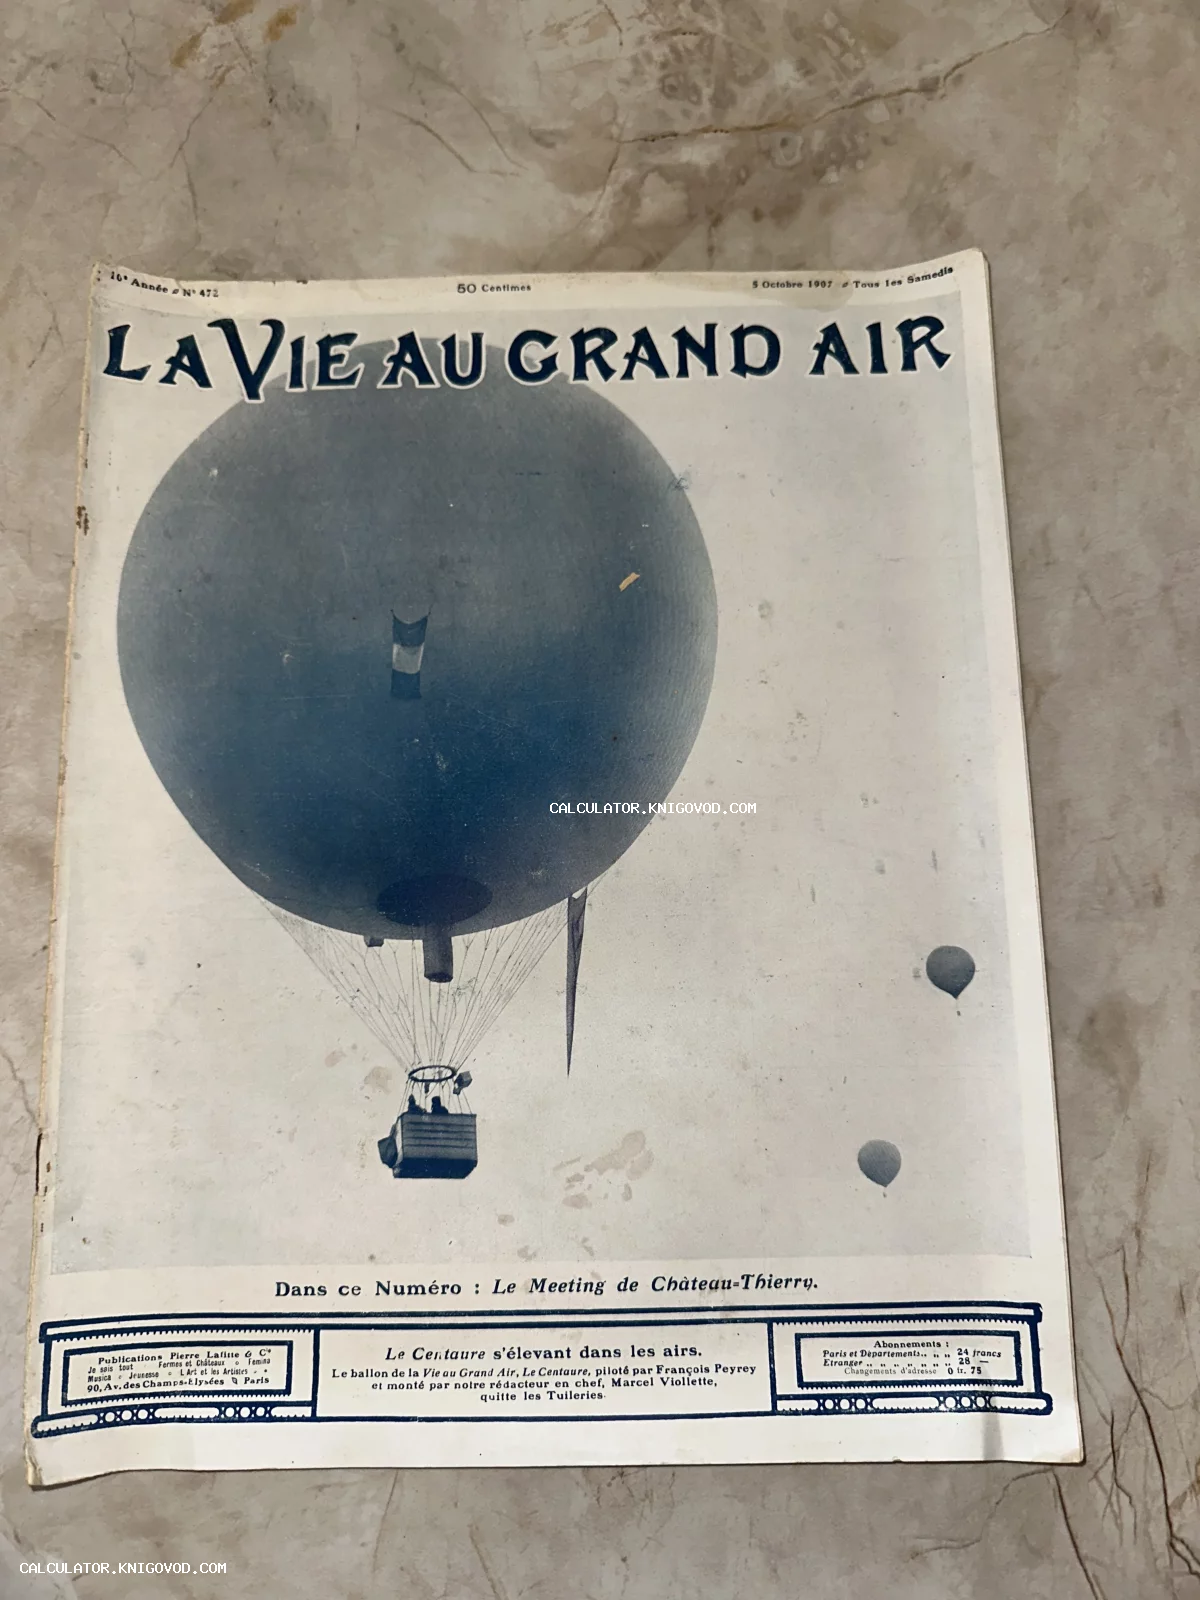 10e Année N° 472
50 Centimes
5 Octobre 1907 Tous les Samedis
LA VIE AU GRAND AIR
CALCULATOR.KNIGOVOD.COM
Dans ce Numéro : Le Meeting de Château-Thierry.
Publications Pierre Lafitte & Cie
Je sais tout Fermes et Châteaux Femina
Musica Jeunesse L'Art et les Artistes
90, Av. des Champs-Elysées Paris
Le Centaure s'élevant dans les airs.
Le ballon de la Vie au Grand Air, Le Centaure, piloté par François Peyrey
et monté par notre rédacteur en chef, Marcel Viollette,
quitte les Tuileries.
Abonnements :
Paris et Départements.. „ „ 24 francs
Etranger „ „ „ „ „ „ „ 28 —
Changements d'adresse 0 fr. 75
CALCULATOR.KNIGOVOD.COM